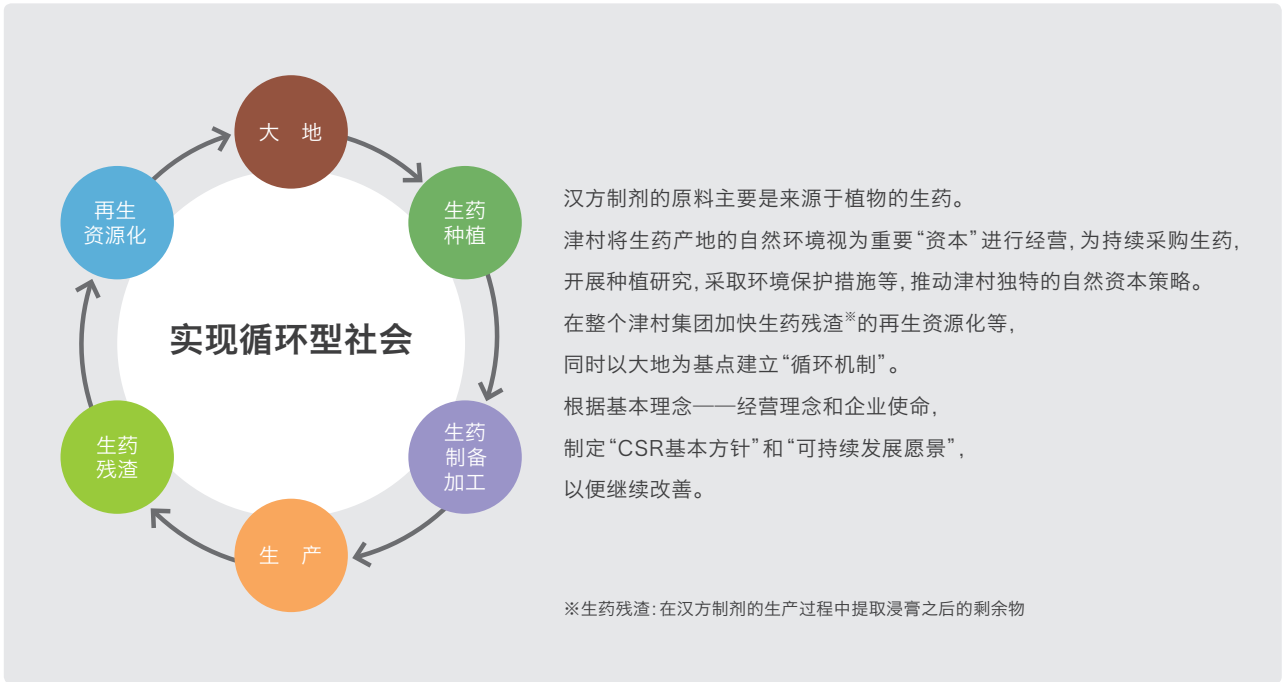 大　地
生药
种植
生药
制备
加工
生　产
生药
残渣
再生
资源化
实现循环型社会
汉方制剂的原料主要是来源于植物的生药。
津村将生药产地的自然环境视为重要“资本”进行经营，为持续采购生药，
开展种植研究，采取环境保护措施等，推动津村独特的自然资本策略。
在整个津村集团加快生药残渣※的再生资源化等，
同时以大地为基点建立“循环机制”。
根据基本理念——经营理念和企业使命，
制定“CSR基本方针”和“可持续发展愿景”，
以便继续改善。
※生药残渣：在汉方制剂的生产过程中提取浸膏之后的剩余物